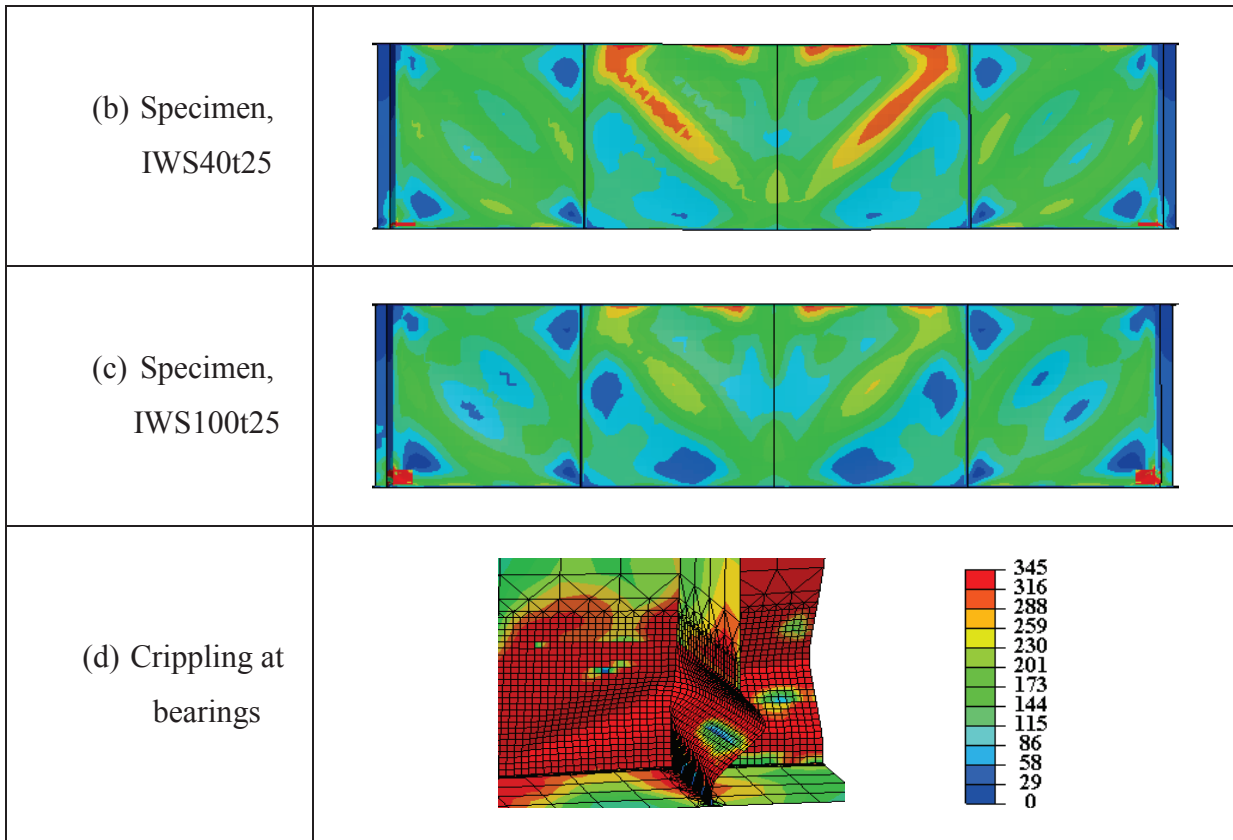 (b) Specimen,
IWS40t25
(c) Specimen,
IWS100t25
(d) Crippling at
bearings
345
316
288
259
230
201
173
144
115
86
58
29
0